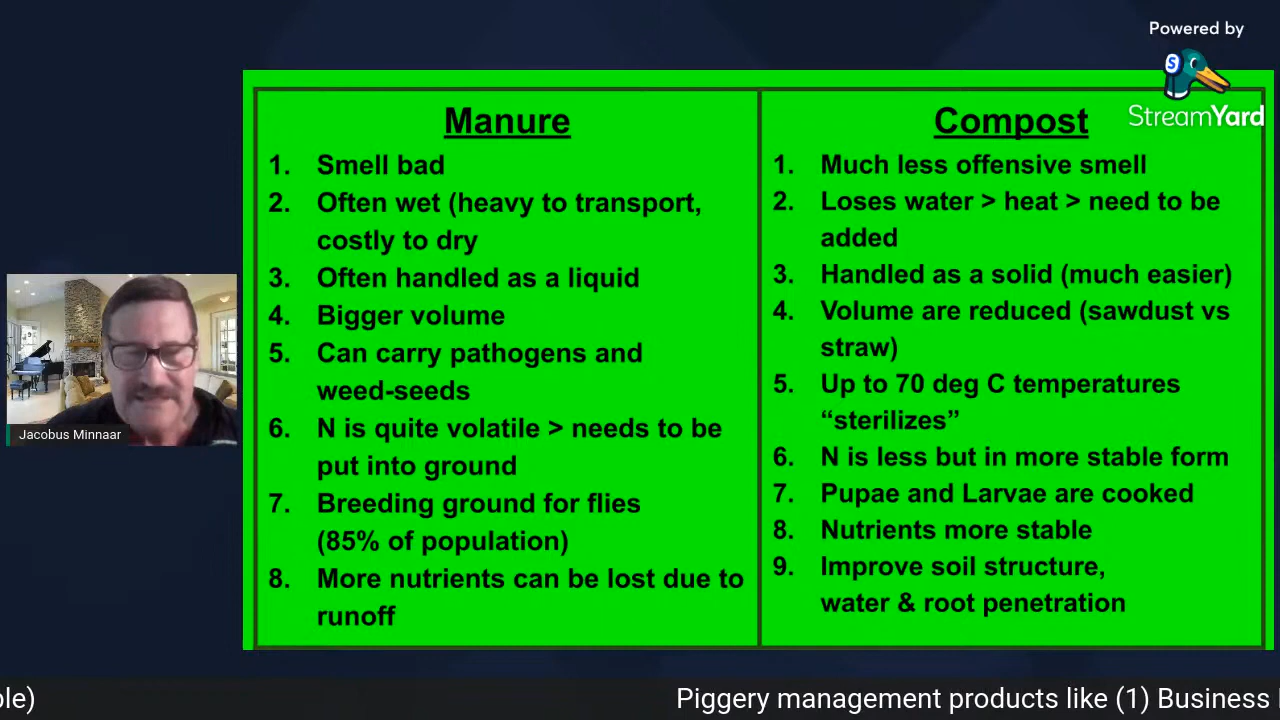 Powered by
StreamYard
Manure
1. Smell bad
2. Often wet (heavy to transport,
costly to dry
3. Often handled as a liquid
4. Bigger volume
5. Can carry pathogens and
weed-seeds
6. N is quite volatile > needs to be
put into ground
7. Breeding ground for flies
(85% of population)
8. More nutrients can be lost due to
runoff
Compost
1. Much less offensive smell
2. Loses water > heat > need to be
added
3. Handled as a solid (much easier)
4. Volume are reduced (sawdust vs
straw)
5. Up to 70 deg C temperatures
“sterilizes”
6. N is less but in more stable form
7. Pupae and Larvae are cooked
8. Nutrients more stable
9. Improve soil structure,
water & root penetration
Jacobus Minnaar
ole) Piggery management products like (1) Business